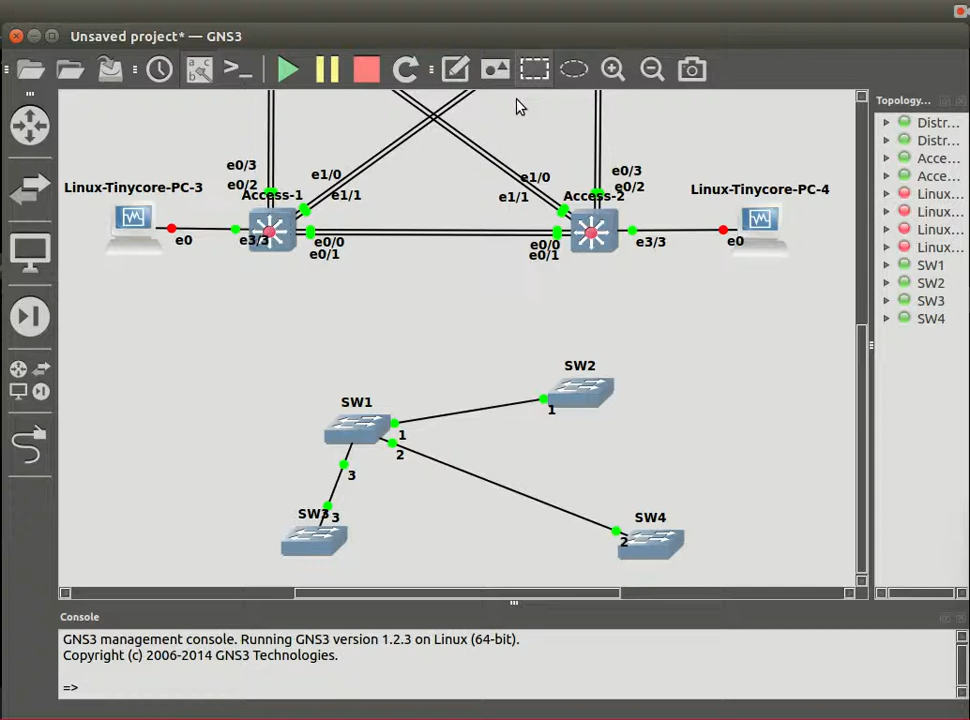 Unsaved project* — GNS3
a
b
c
>_
Topology...
Distr...
Distr...
Acce...
Acce...
Linux...
Linux...
Linux...
Linux...
SW1
SW2
SW3
SW4
e0/3
e0/2
Linux-Tinycore-PC-3
Access-1
e1/0
e1/1
e0
e3/3
e0/0
e0/1
e1/0
e1/1
Access-2
e0/3
e0/2
Linux-Tinycore-PC-4
e0/0
e0/1
e3/3
e0
SW2
1
SW1
1
2
3
SW3
3
SW4
2
Console
GNS3 management console. Running GNS3 version 1.2.3 on Linux (64-bit).
Copyright (c) 2006-2014 GNS3 Technologies.
=>